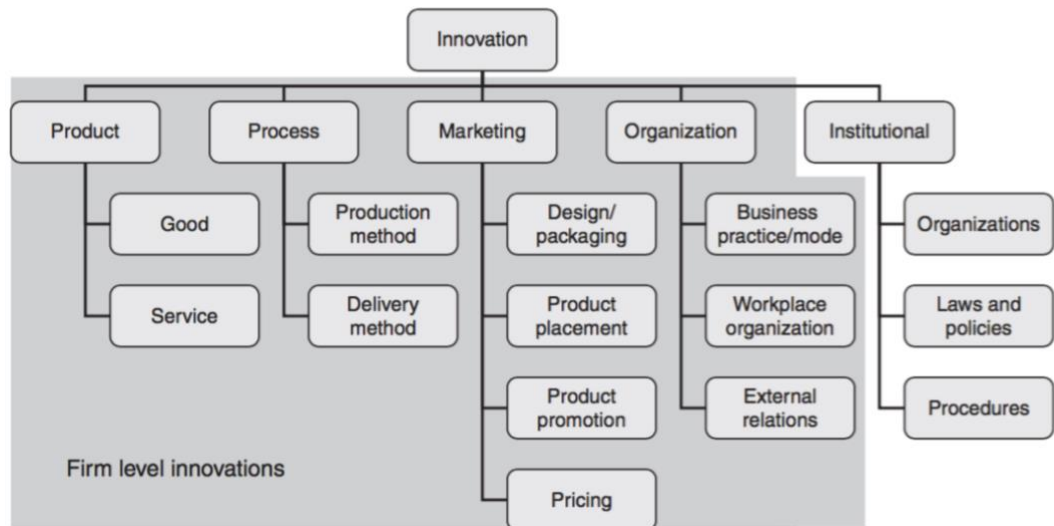 Innovation
Product
Process
Marketing
Organization
Institutional
Good
Production
method
Design/
packaging
Business
practice/mode
Organizations
Service
Delivery
method
Product
placement
Workplace
organization
Laws and
policies
Product
promotion
External
relations
Procedures
Firm level innovations
Pricing